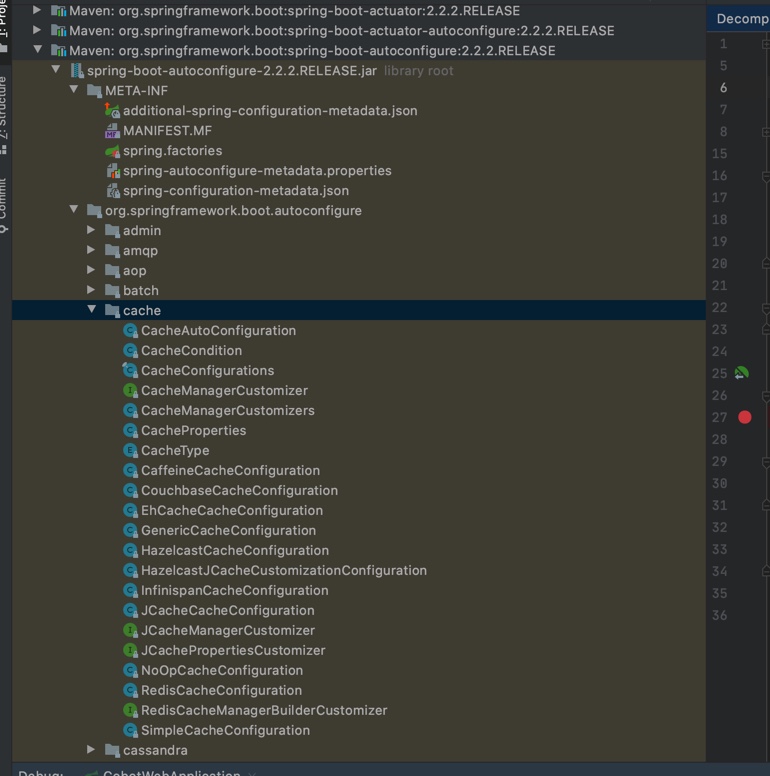 1: Proje
Maven: org.springframework.boot:spring-boot-actuator:2.2.2.RELEASE
Maven: org.springframework.boot:spring-boot-actuator-autoconfigure:2.2.2.RELEASE
Maven: org.springframework.boot:spring-boot-autoconfigure:2.2.2.RELEASE
spring-boot-autoconfigure-2.2.2.RELEASE.jar library root
META-INF
additional-spring-configuration-metadata.json
MANIFEST.MF
spring.factories
spring-autoconfigure-metadata.properties
spring-configuration-metadata.json
org.springframework.boot.autoconfigure
admin
amqp
aop
batch
cache
CacheAutoConfiguration
CacheCondition
CacheConfigurations
CacheManagerCustomizer
CacheManagerCustomizers
CacheProperties
CacheType
CaffeineCacheConfiguration
CouchbaseCacheConfiguration
EhCacheCacheConfiguration
GenericCacheConfiguration
HazelcastCacheConfiguration
HazelcastJCacheCustomizationConfiguration
InfinispanCacheConfiguration
JCacheCacheConfiguration
JCacheManagerCustomizer
JCachePropertiesCustomizer
NoOpCacheConfiguration
RedisCacheConfiguration
RedisCacheManagerBuilderCustomizer
SimpleCacheConfiguration
cassandra
Z: Structure
Commit
Decomp
1
5
6
7
8
15
16
17
18
19
20
21
22
23
24
25
26
27
28
29
30
31
32
33
34
35
36
Debug: